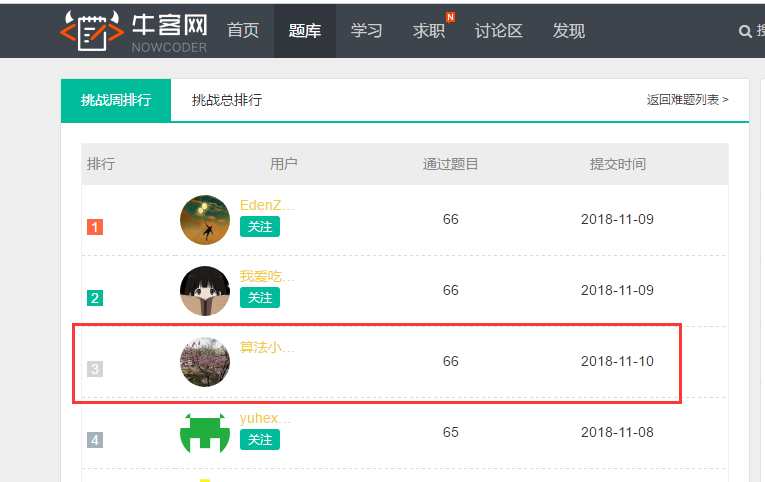 牛客网 首页 题库 学习 求职 N 讨论区 发现
NOWCODER
挑战周排行 挑战总排行 返回难题列表 >
排行 用户 通过题目 提交时间
EdenZ...
1 关注 66 2018-11-09
我爱吃...
2 关注 66 2018-11-09
算法小...
3 66 2018-11-10
yuhex...
4 关注 65 2018-11-08